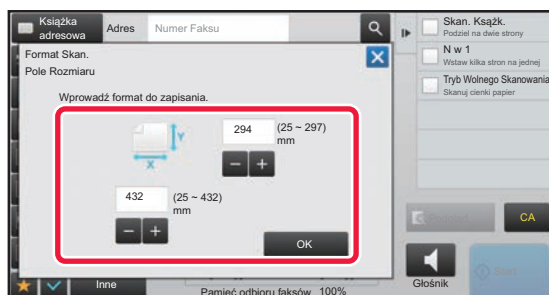 Książka
adresowa
Adres
Numer Faksu
Format Skan.
Pole Rozmiaru
Wprowadź format do zapisania.
Y
X
294
(25 ~ 297)
mm
432
(25 ~ 432)
mm
OK
Skan. Książk.
Podziel na dwie strony
N w 1
Wstaw kilka stron na jednej
Tryb Wolnego Skanowania
Skanuj cienki papier
CA
Głośnik
Start
Inne
Pamięć odbioru faksów 100%